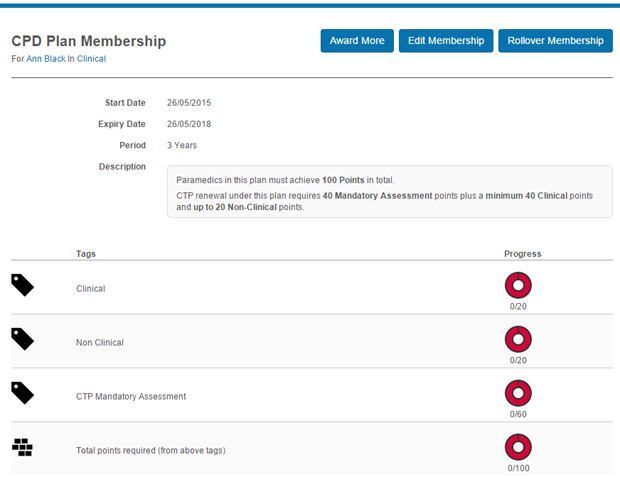 CPD Plan Membership
Award More
Edit Membership
Rollover Membership
For Ann Black In Clinical
Start Date 26/05/2015
Expiry Date 26/05/2018
Period 3 Years
Description
Paramedics in this plan must achieve 100 Points in total.
CTP renewal under this plan requires 40 Mandatory Assessment points plus a minimum 40 Clinical points
and up to 20 Non-Clinical points.
Tags Progress
Clinical
0/20
Non Clinical
0/20
CTP Mandatory Assessment
0/60
Total points required (from above tags)
0/100